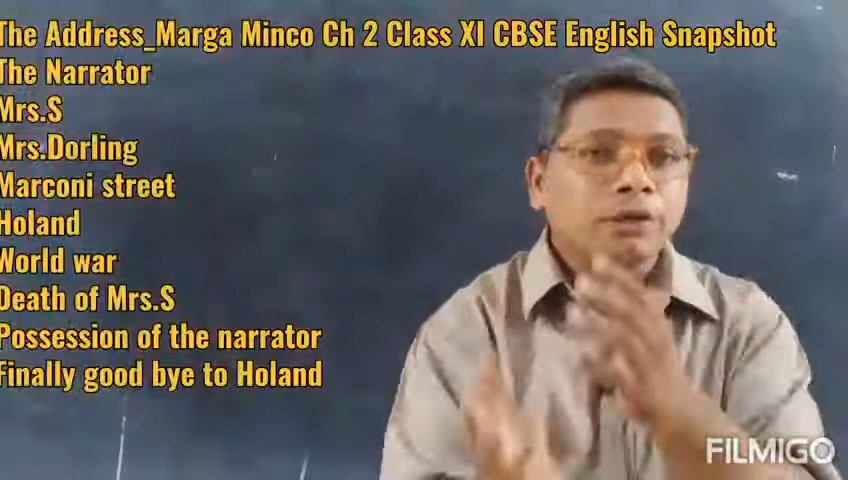 The Address_Marga Minco Ch 2 Class XI CBSE English Snapshot
The Narrator
Mrs.S
Mrs.Dorling
Marconi street
Holand
World war
Death of Mrs.S
Possession of the narrator
Finally good bye to Holand
FILMIGO